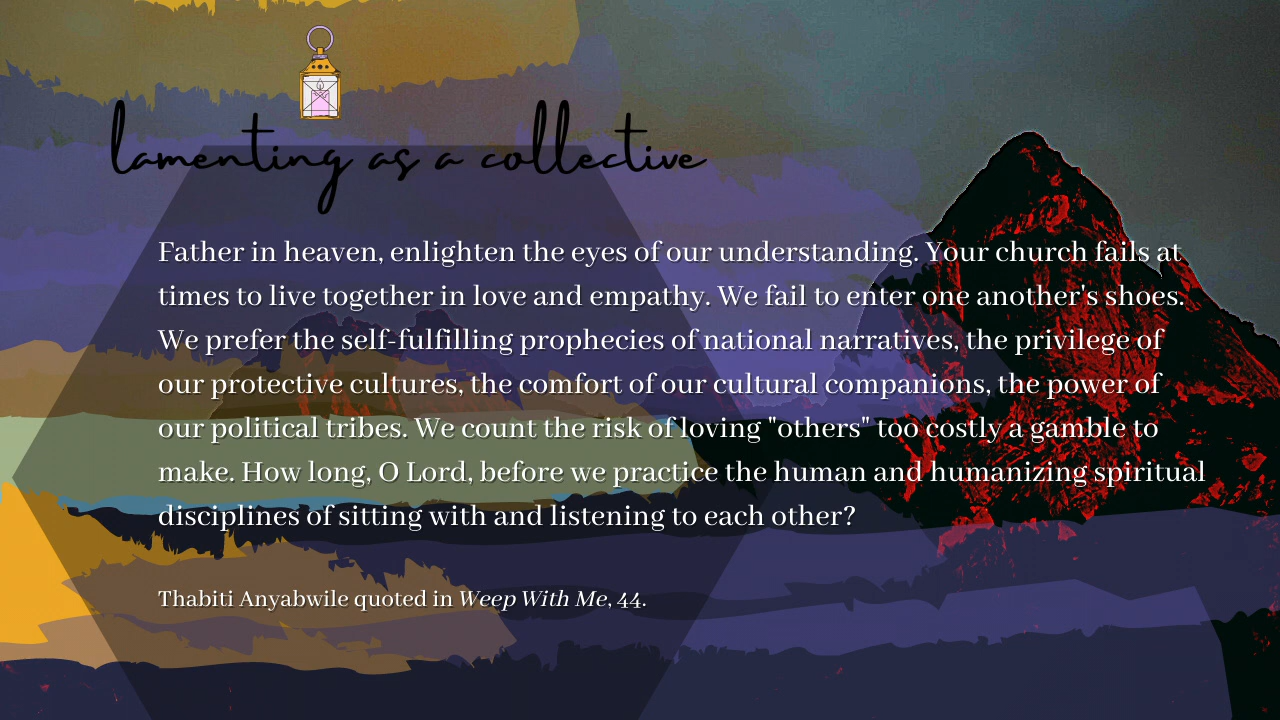 lamenting as a collective
Father in heaven, enlighten the eyes of our understanding. Your church fails at
times to live together in love and empathy. We fail to enter one another's shoes.
We prefer the self-fulfilling prophecies of national narratives, the privilege of
our protective cultures, the comfort of our cultural companions, the power of
our political tribes. We count the risk of loving "others" too costly a gamble to
make. How long, O Lord, before we practice the human and humanizing spiritual
disciplines of sitting with and listening to each other?
Thabiti Anyabwile quoted in Weep With Me, 44.